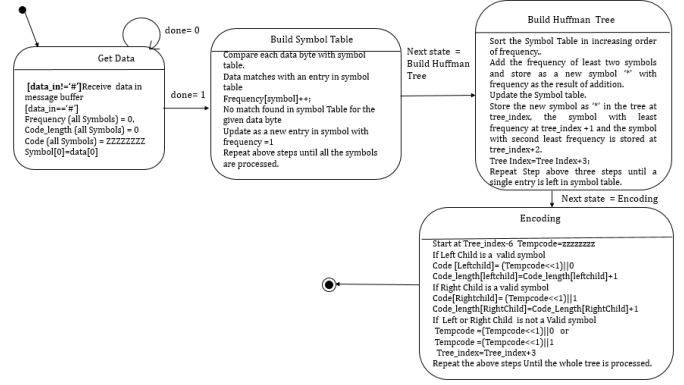 done= 0
Get Data
[data_in!='#']Receive data in
message buffer
[data_in=='#']
Frequency (all Symbols) = 0,
Code_length (all Symbols) = 0
Code (all Symbols) = ZZZZZZZZ
Symbol[0]=data[0]
done= 1
Build Symbol Table
Compare each data byte with symbol
table.
Data matches with an entry in symbol
table
Frequency[symbol]++;
No match found in symbol Table for the
given data byte
Update as a new entry in symbol with
frequency =1
Repeat above steps until all the symbols
are processed.
Next state =
Build Huffman
Tree
Build Huffman Tree
Sort the Symbol Table in increasing order
of frequency,.
Add the frequency of least two symbols
and store as a new symbol '*' with
frequency as the result of addition.
Update the Symbol table.
Store the new symbol as '*' in the tree at
tree_index, the symbol with least
frequency at tree_index +1 and the symbol
with second least frequency is stored at
tree_index+2.
Tree Index=Tree Index+3;
Repeat Step above three steps until a
single entry is left in symbol table.
Next state = Encoding
Encoding
Start at Tree_index-6 Tempcode=zzzzzzzz
If Left Child is a valid symbol
Code [Leftchild]= (Tempcode<<1)||0
Code_length[leftchild]=Code_length[leftchild]+1
If Right Child is a valid symbol
Code[Rightchild]= (Tempcode<<1)||1
Code_length[RightChild]=Code_Length[RightChild]+1
If Left or Right Child is not a Valid symbol
Tempcode =(Tempcode<<1)||0 or
Tempcode =(Tempcode<<1)||1
Tree_index=Tree_index+3
Repeat the above steps Until the whole tree is processed.